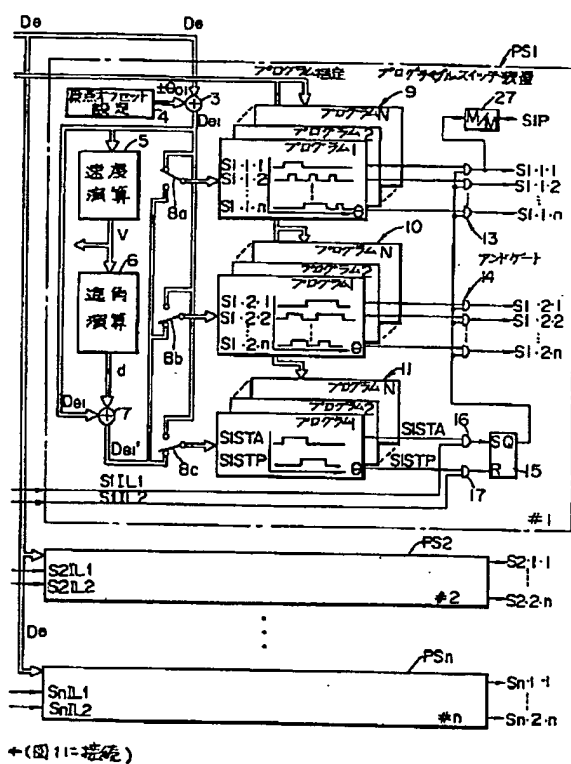 Dθ
Dθ
PS1
プログラム指定
プログラマブルスイッチ装置
±θ01
原点オフセット
設定
3
4
Dθ1
9
プログラムN
プログラム2
プログラム1
27
M/M
S1P
5
速度
演算
S1・1・1
S1・1・2
S1・1・n
θ
8a
S1・1・1
S1・1・2
S1・1・n
13
V
6
進角
演算
10
プログラムN
プログラム2
プログラム1
アンドゲート
14
S1・2・1
S1・2・2
S1・2・n
θ
8b
S1・2・1
S1・2・2
S1・2・n
d
Dθ1
7
Dθ1'
11
プログラムN
プログラム2
プログラム1
S1STA
S1STP
θ
8c
S1STA
S1STP
16
17
S Q
R
15
S1IL1
S1IL2
#1
PS2
S2IL1
S2IL2
#2
S2・1・1
S2・2・n
Dθ
PSn
SnIL1
SnIL2
#n
Sn・1・1
Sn・2・n
(図1に接続)